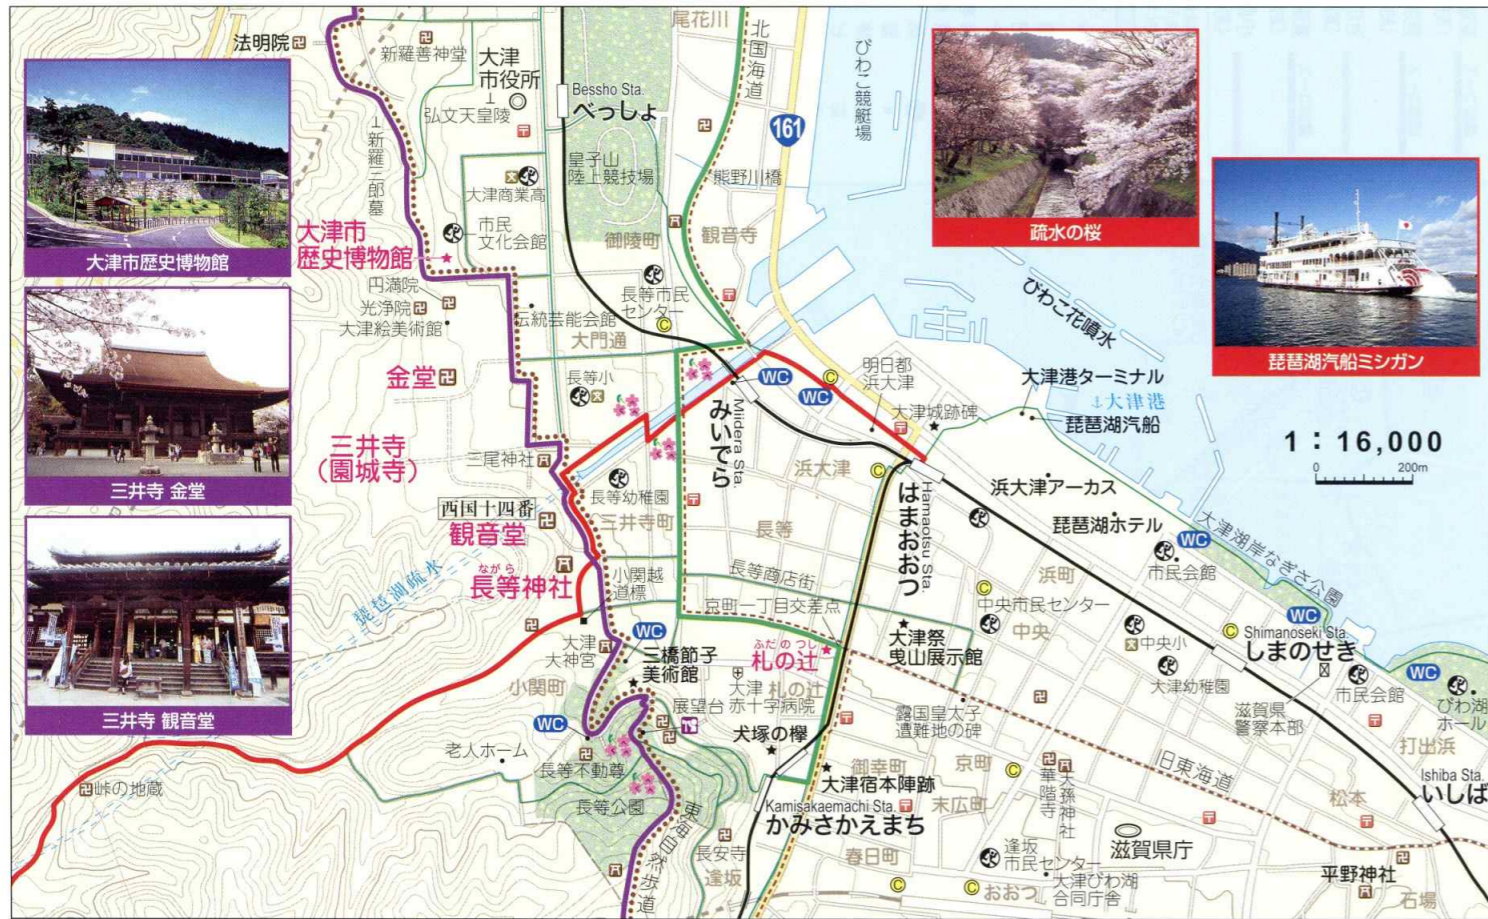 法明院
新羅善神堂
大津
市役所
弘文天皇陵
尾花川
北国海道
びわこ競艇場
161
Bessho Sta.
べっしょ
皇子山
陸上競技場
熊野川橋
新羅三郎墓
大津商業高
市民
文化会館
御陵町
観音寺
大津市
歴史博物館
大津市歴史博物館
疏水の桜
琵琶湖汽船ミシガン
びわこ花噴水
円満院
光浄院
大津絵美術館
伝統芸能会館
長等市民
センター
大門通
金堂
長等小
WC
WC
Miidera Sta.
みいでら
明日都
浜大津
大津城跡碑
大津港ターミナル
大津港
琵琶湖汽船
1：16,000
0
200m
三井寺 金堂
三井寺
(園城寺)
三尾神社
西国十四番
観音堂
長等幼稚園
三井寺町
浜大津
Hamaotsu Sta.
はまおおつ
浜大津アーカス
琵琶湖ホテル
大津湖岸なぎさ公園
WC
市民会館
長等
琵琶湖疏水
ながら
長等神社
小関越
道標
長等商店街
京町一丁目交差点
浜町
中央市民センター
中央
中央小
WC
Shimanoseki Sta.
しまのせき
大津幼稚園
大津祭
曳山展示館
ふだのつじ
札の辻
大津
大神宮
WC
三橋節子
美術館
小関町
展望台
大津
赤十字病院
札の辻
露国皇太子
遭難地の碑
滋賀県
警察本部
市民会館
WC
びわ湖
ホール
打出浜
三井寺 観音堂
WC
老人ホーム
長等不動尊
長等公園
犬塚の欅
大津宿本陣跡
御幸町
京町
旧東海道
Ishiba Sta.
いしば
峠の地蔵
東海自然歩道
Kamisakaemachi Sta.
かみさかえまち
末広町
華階寺
天孫神社
松本
長安寺
逢坂
春日町
逢坂
市民センター
滋賀県庁
おおつ
大津びわ湖
合同庁舎
平野神社
石場